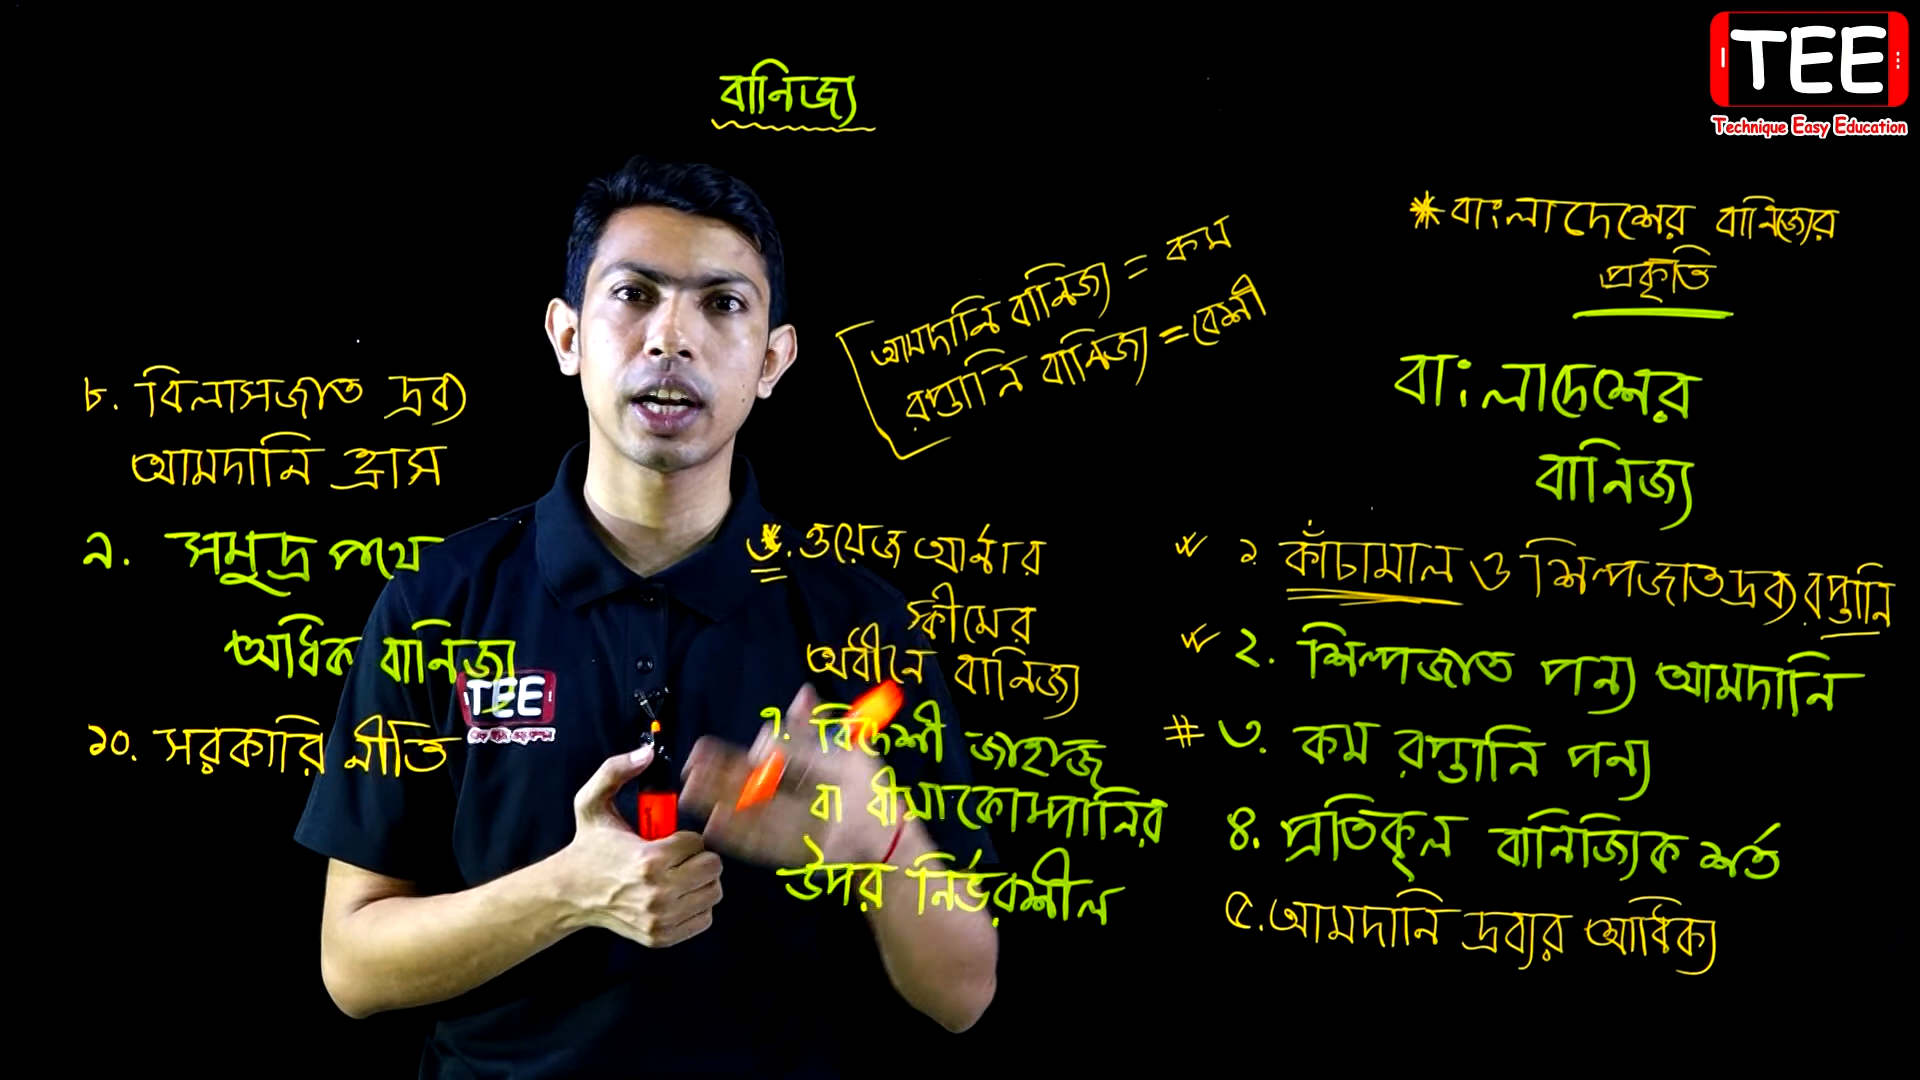 বানিজ্য
TEE
Technique Easy Education
* বাংলাদেশের বানিজ্যের
প্রকৃতি
আমদানি বানিজ্য = কম
রপ্তানি বানিজ্য = বেশী
বাংলাদেশের
বানিজ্য
১. কাঁচামাল ও শিল্পজাত দ্রব্য রপ্তানি
২. শিল্পজাত পন্য আমদানি
# ৩. কম রপ্তানি পন্য
৪. প্রতিকূল বানিজ্যিক শর্ত
৫. আমদানি দ্রব্যর আধিক্য
৬. ওয়েজ আর্নার
স্কীমের
অধীনে বানিজ্য
৭. বিদেশী জাহাজ
বা বীমা কোম্পানির
উপর নির্ভরশীল
৮. বিলাসজাত দ্রব্য
আমদানি হ্রাস
৯. সমুদ্র পথে
অধিক বানিজ্য
১০. সরকারি নীতি
TEE